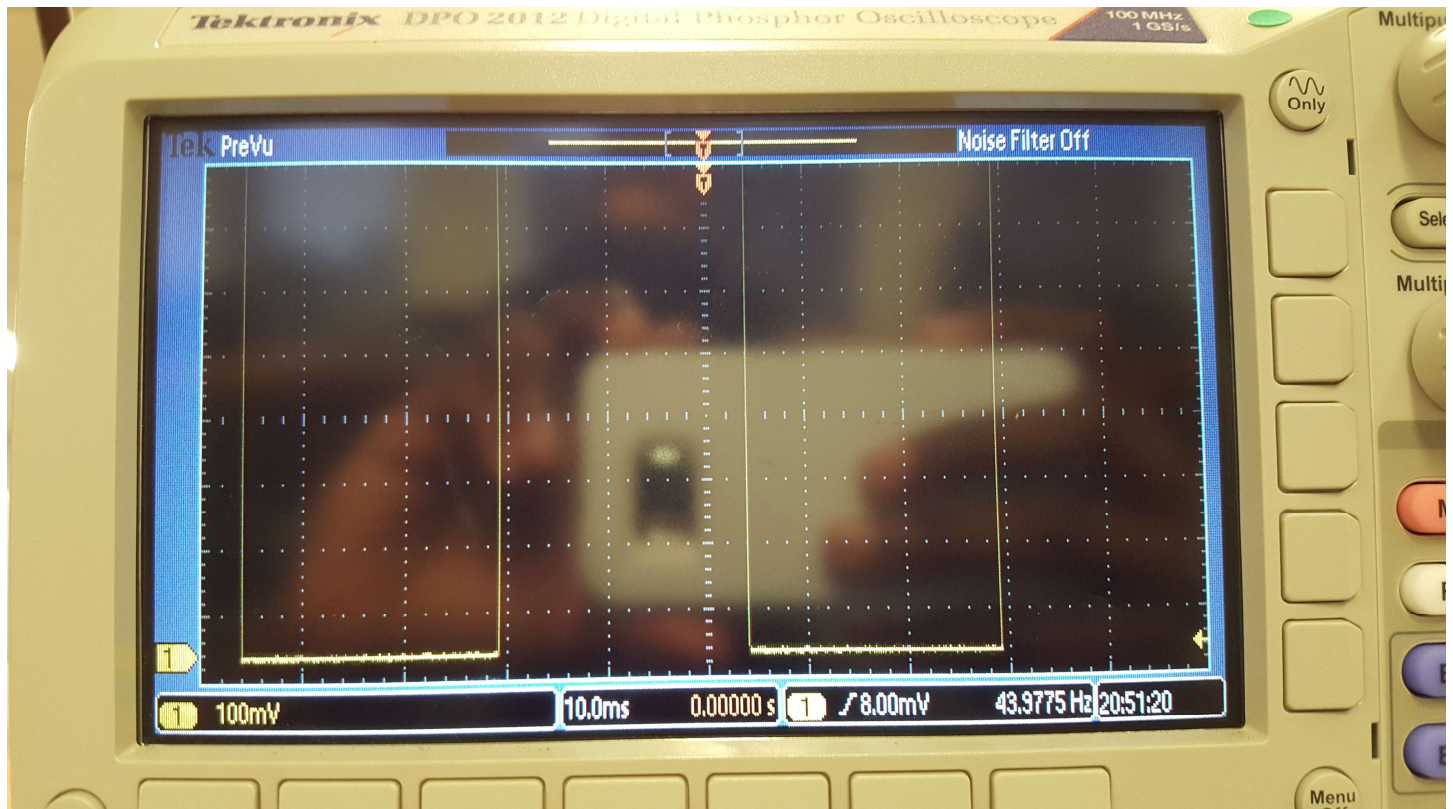 Tektronix DPO 2012 Digital Phosphor Oscilloscope
100 MHz
1 GS/s
Only
Tek PreVu
Noise Filter Off
1
1 100mV
10.0ms 0.00000 s
1 8.00mV 43.9775 Hz
20:51:20
Menu